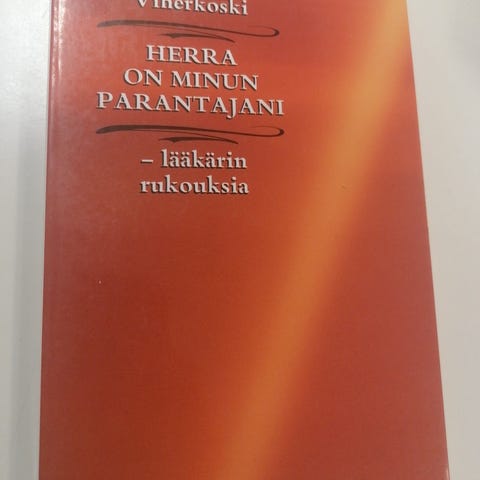 Vinerkoski
HERRA
ON MINUN
PARANTAJANI
– lääkärin
rukouksia